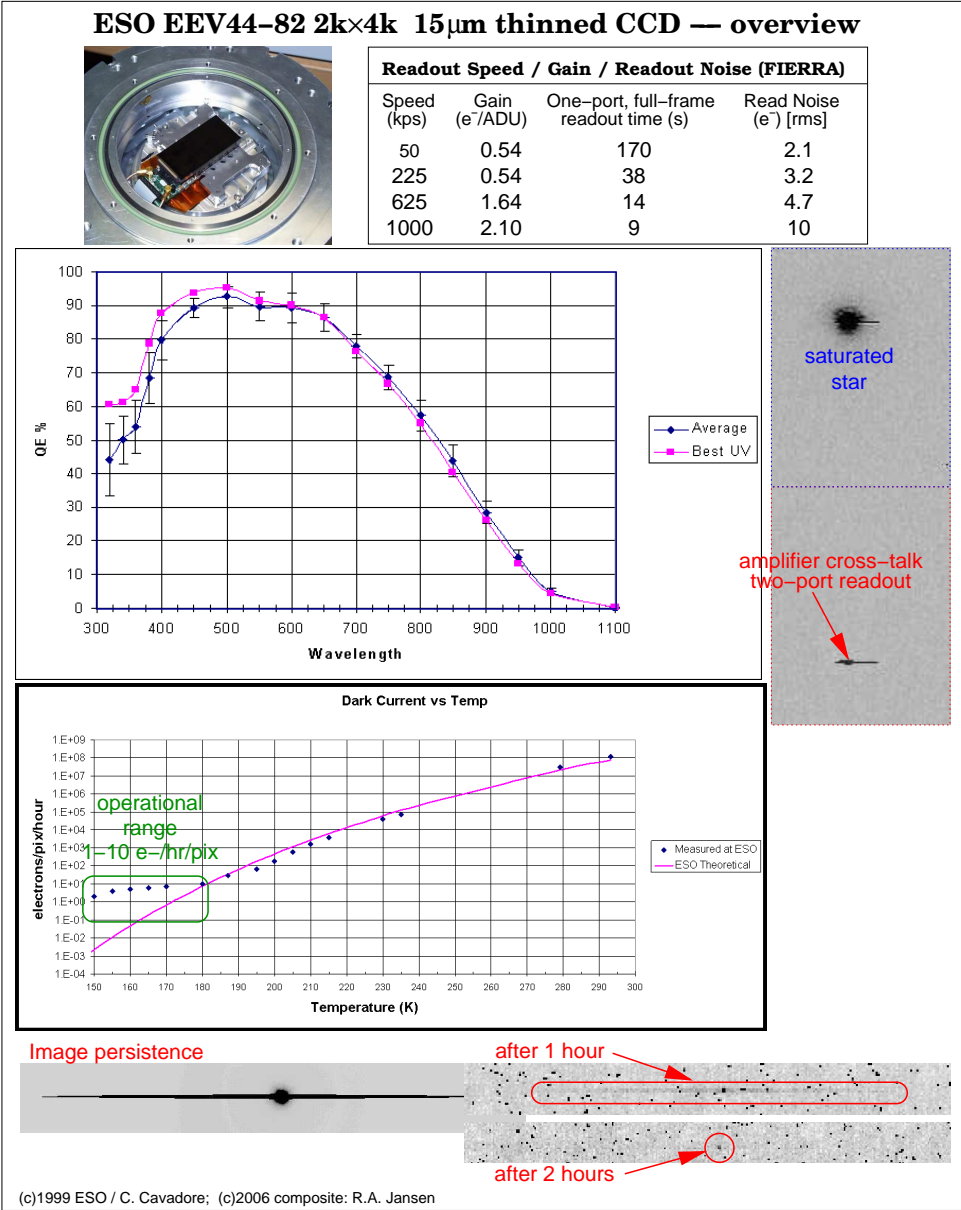 ESO EEV44−82 2k×4k 15μm thinned CCD −− overview
Readout Speed / Gain / Readout Noise (FIERRA)
Speed Gain One−port, full−frame Read Noise
(kps) (e⁻/ADU) readout time (s) (e⁻) [rms]
50 0.54 170 2.1
225 0.54 38 3.2
625 1.64 14 4.7
1000 2.10 9 10
100
90
80
70
60
50
40
30
20
10
0
QE %
300 400 500 600 700 800 900 1000 1100
Wavelength
Average
Best UV
saturated
star
amplifier cross−talk
two−port readout
Dark Current vs Temp
1.E+09
1.E+08
1.E+07
1.E+06
1.E+05
1.E+04
1.E+03
1.E+02
1.E+01
1.E+00
1.E-01
1.E-02
1.E-03
1.E-04
electrons/pix/hour
operational
range
1−10 e−/hr/pix
Measured at ESO
ESO Theoretical
150 160 170 180 190 200 210 220 230 240 250 260 270 280 290 300
Temperature (K)
Image persistence
after 1 hour
after 2 hours
(c)1999 ESO / C. Cavadore; (c)2006 composite: R.A. Jansen